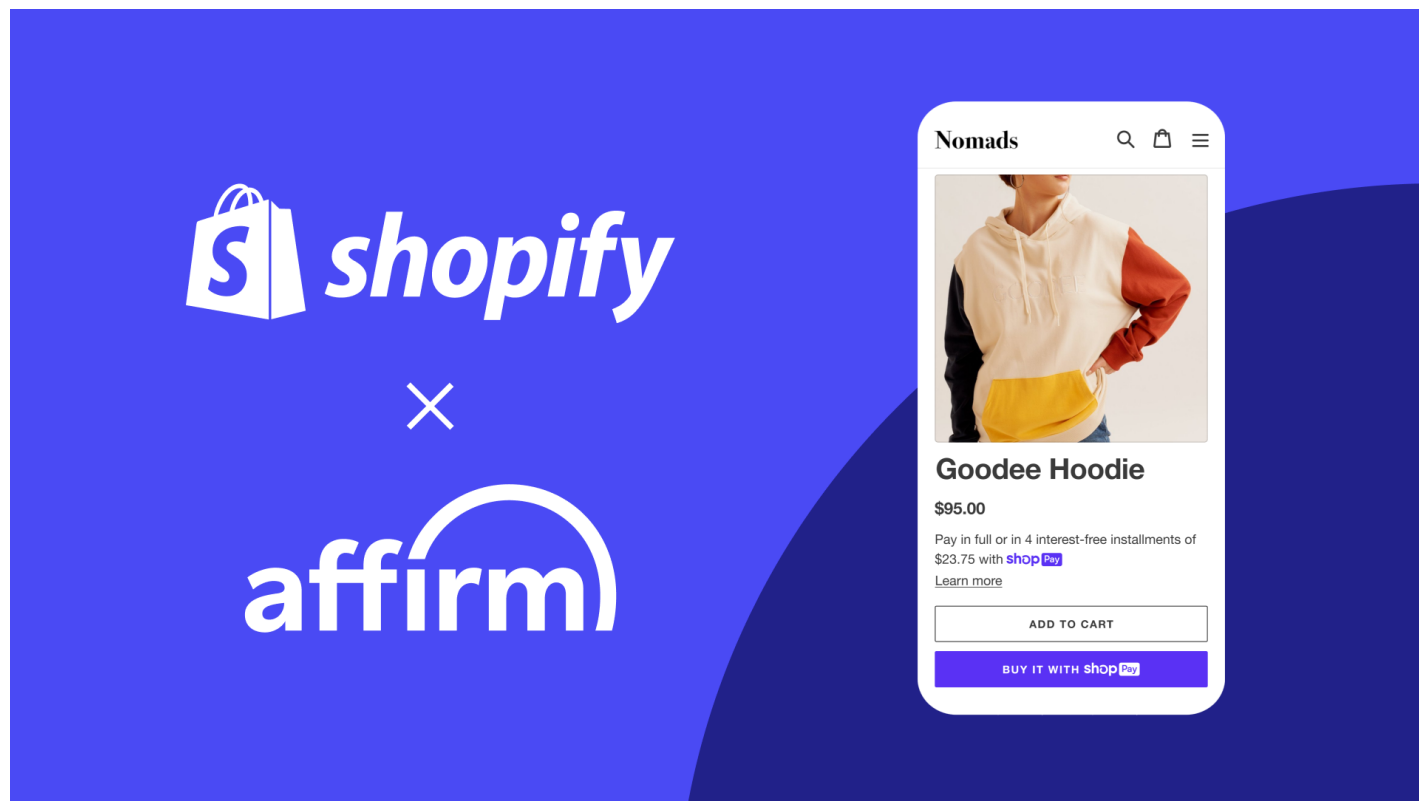 shopify
×
affirm
Nomads
Goodee Hoodie
$95.00
Pay in full or in 4 interest-free installments of
$23.75 with shop Pay
Learn more
ADD TO CART
BUY IT WITH shop Pay